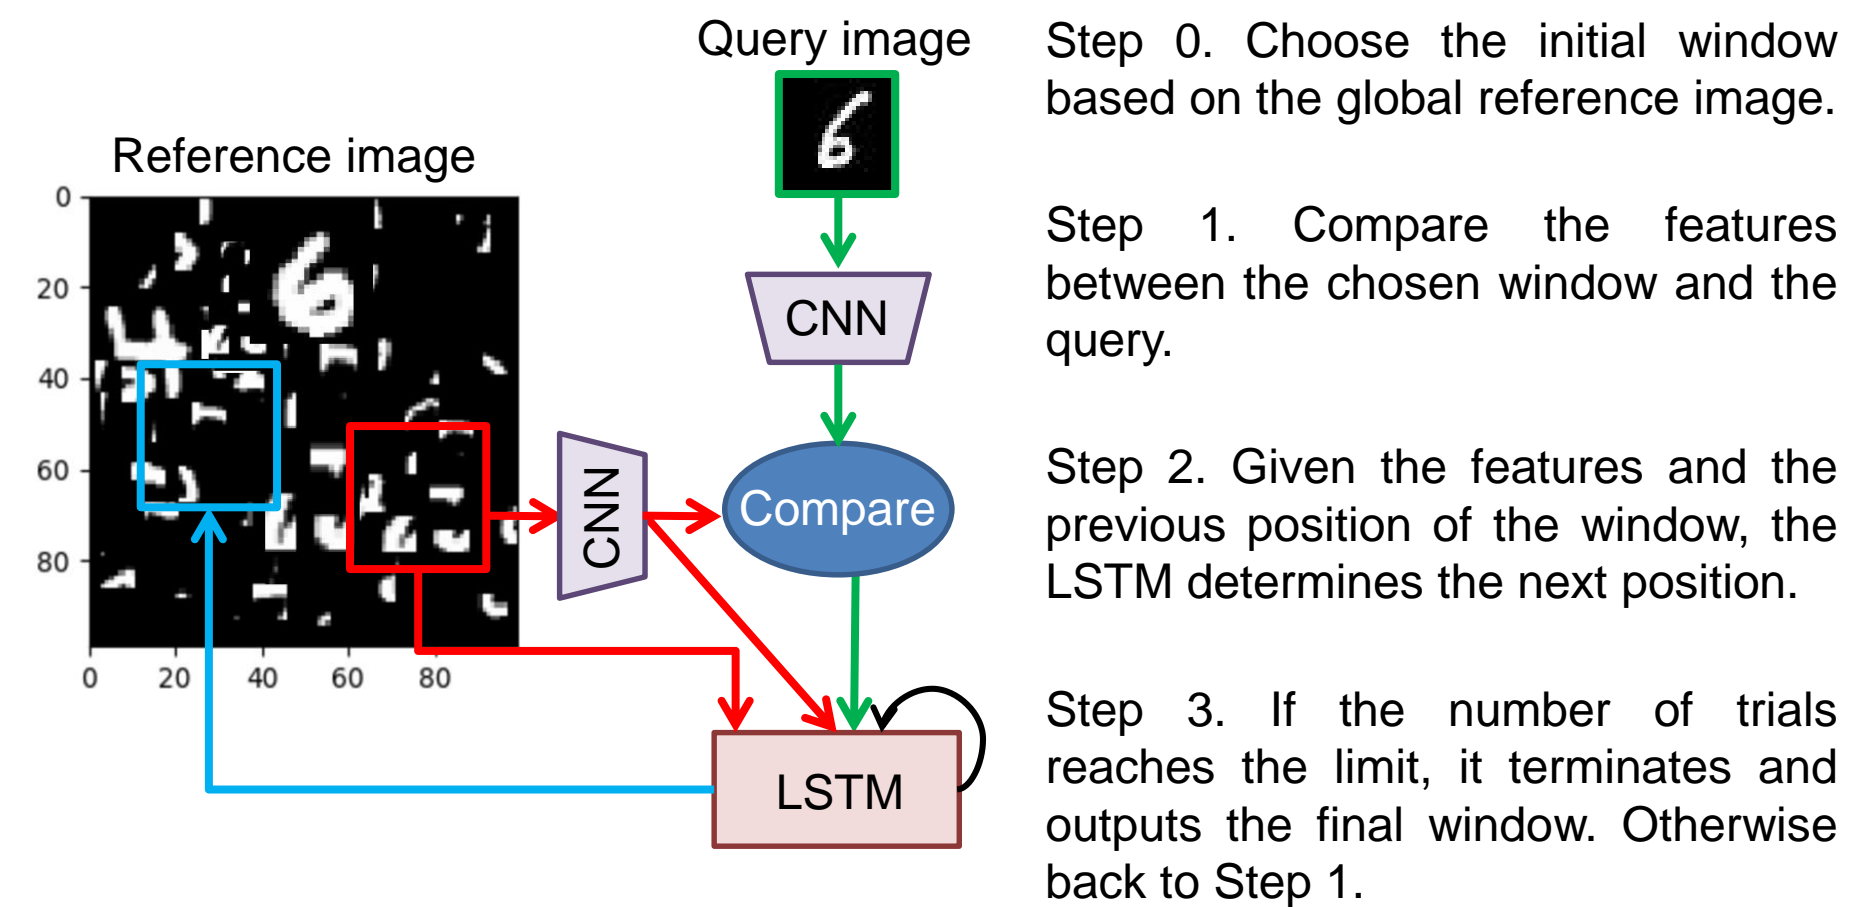 Query image
Reference image
0
20
40
60
80
0
20
40
60
80
CNN
CNN
Compare
LSTM
Step 0. Choose the initial window
based on the global reference image.
Step 1. Compare the features
between the chosen window and the
query.
Step 2. Given the features and the
previous position of the window, the
LSTM determines the next position.
Step 3. If the number of trials
reaches the limit, it terminates and
outputs the final window. Otherwise
back to Step 1.
6
6
4